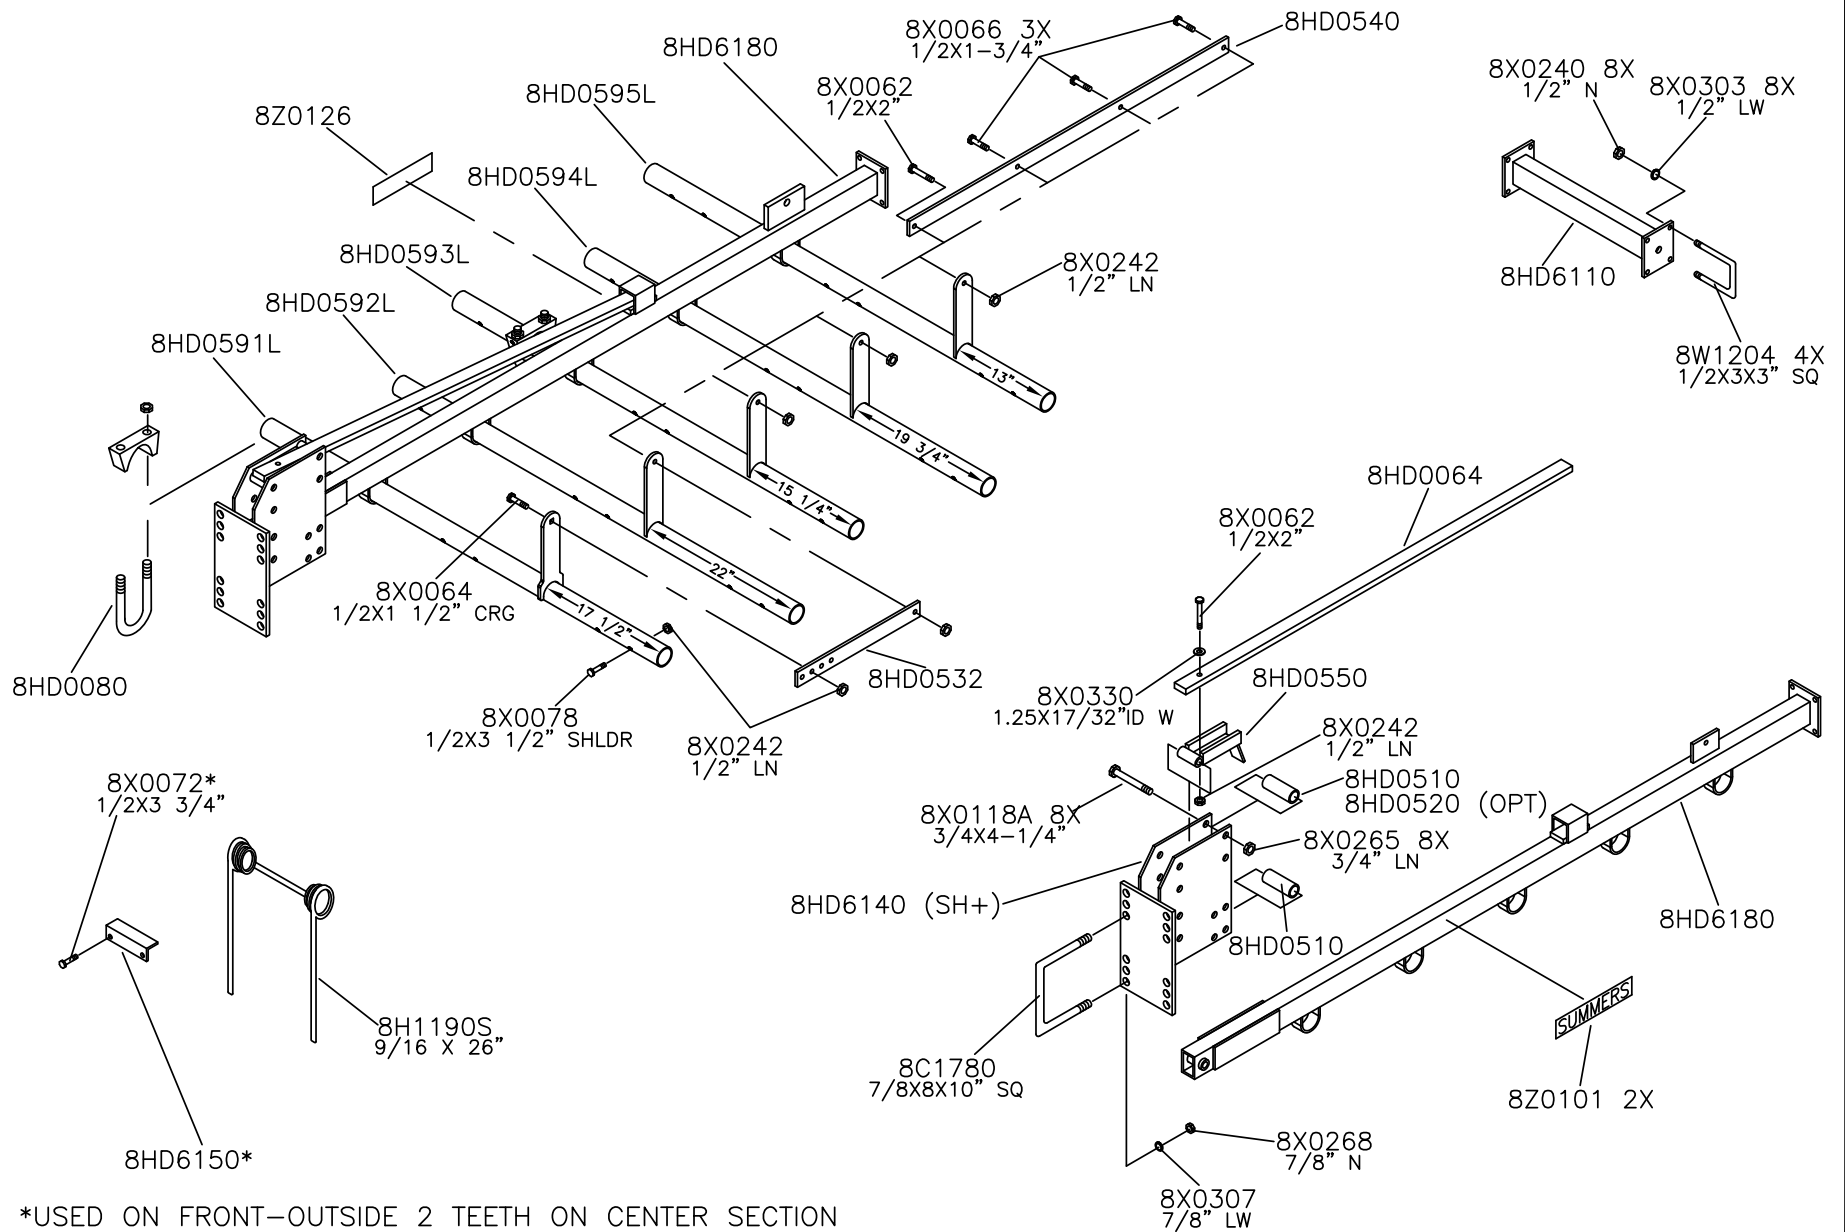 8X0066 3X
1/2X1-3/4"
8HD0540
8HD6180
8X0062
1/2X2"
8HD0595L
8Z0126
8HD0594L
8X0240 8X
1/2" N
8X0303 8X
1/2" LW
8HD0593L
8X0242
1/2" LN
8HD6110
8HD0592L
8HD0591L
8W1204 4X
1/2X3X3" SQ
13"
19 3/4"
15 1/4"
22"
17 1/2"
8HD0064
8X0062
1/2X2"
8X0064
1/2X1 1/2" CRG
8HD0080
8HD0532
8X0078
1/2X3 1/2" SHLDR
8X0242
1/2" LN
8X0330
1.25X17/32"ID W
8HD0550
8X0242
1/2" LN
8HD0510
8HD0520 (OPT)
8X0072*
1/2X3 3/4"
8X0118A 8X
3/4X4-1/4"
8X0265 8X
3/4" LN
8HD6140 (SH+)
8HD0510
8HD6180
SUMMERS
8H1190S
9/16 X 26"
8C1780
7/8X8X10" SQ
8Z0101 2X
8HD6150*
8X0268
7/8" N
8X0307
7/8" LW
*USED ON FRONT-OUTSIDE 2 TEETH ON CENTER SECTION